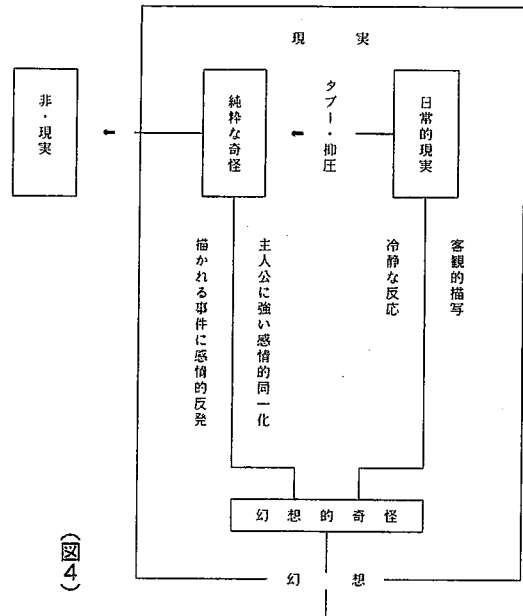 現実
日常的現実
タブー・抑圧
純粋な奇怪
非・現実
客観的描写
冷静な反応
主人公に強い感情的同一化
描かれる事件に感情的反発
幻想的奇怪
幻想
(図4)